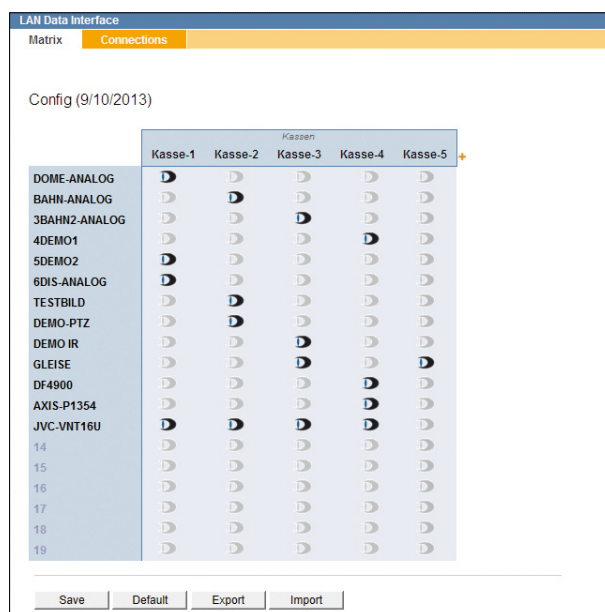 LAN Data Interface
Matrix Connections
Config (9/10/2013)
Kassen
Kasse-1 Kasse-2 Kasse-3 Kasse-4 Kasse-5 +
DOME-ANALOG
BAHN-ANALOG
3BAHN2-ANALOG
4DEMO1
5DEMO2
6DIS-ANALOG
TESTBILD
DEMO-PTZ
DEMO IR
GLEISE
DF4900
AXIS-P1354
JVC-VNT16U
14
15
16
17
18
19
Save Default Export Import